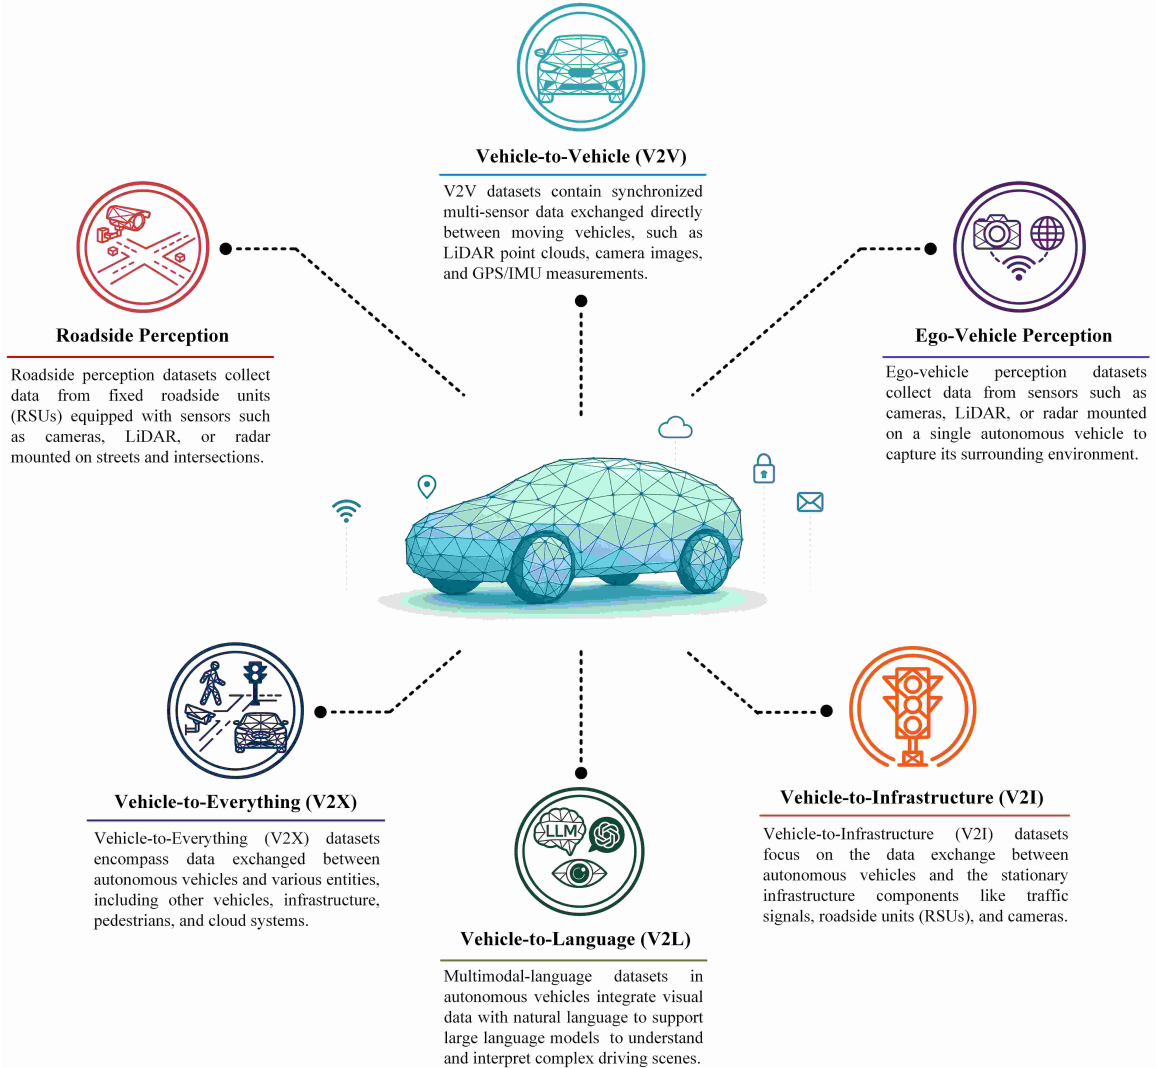 Vehicle-to-Vehicle (V2V)
V2V datasets contain synchronized
multi-sensor data exchanged directly
between moving vehicles, such as
LiDAR point clouds, camera images,
and GPS/IMU measurements.
Roadside Perception
Roadside perception datasets collect
data from fixed roadside units
(RSUs) equipped with sensors such
as cameras, LiDAR, or radar
mounted on streets and intersections.
Ego-Vehicle Perception
Ego-vehicle perception datasets
collect data from sensors such as
cameras, LiDAR, or radar mounted
on a single autonomous vehicle to
capture its surrounding environment.
Vehicle-to-Everything (V2X)
Vehicle-to-Everything (V2X) datasets
encompass data exchanged between
autonomous vehicles and various entities,
including other vehicles, infrastructure,
pedestrians, and cloud systems.
LLM
Vehicle-to-Language (V2L)
Multimodal-language datasets in
autonomous vehicles integrate visual
data with natural language to support
large language models to understand
and interpret complex driving scenes.
Vehicle-to-Infrastructure (V2I)
Vehicle-to-Infrastructure (V2I) datasets
focus on the data exchange between
autonomous vehicles and the stationary
infrastructure components like traffic
signals, roadside units (RSUs), and cameras.